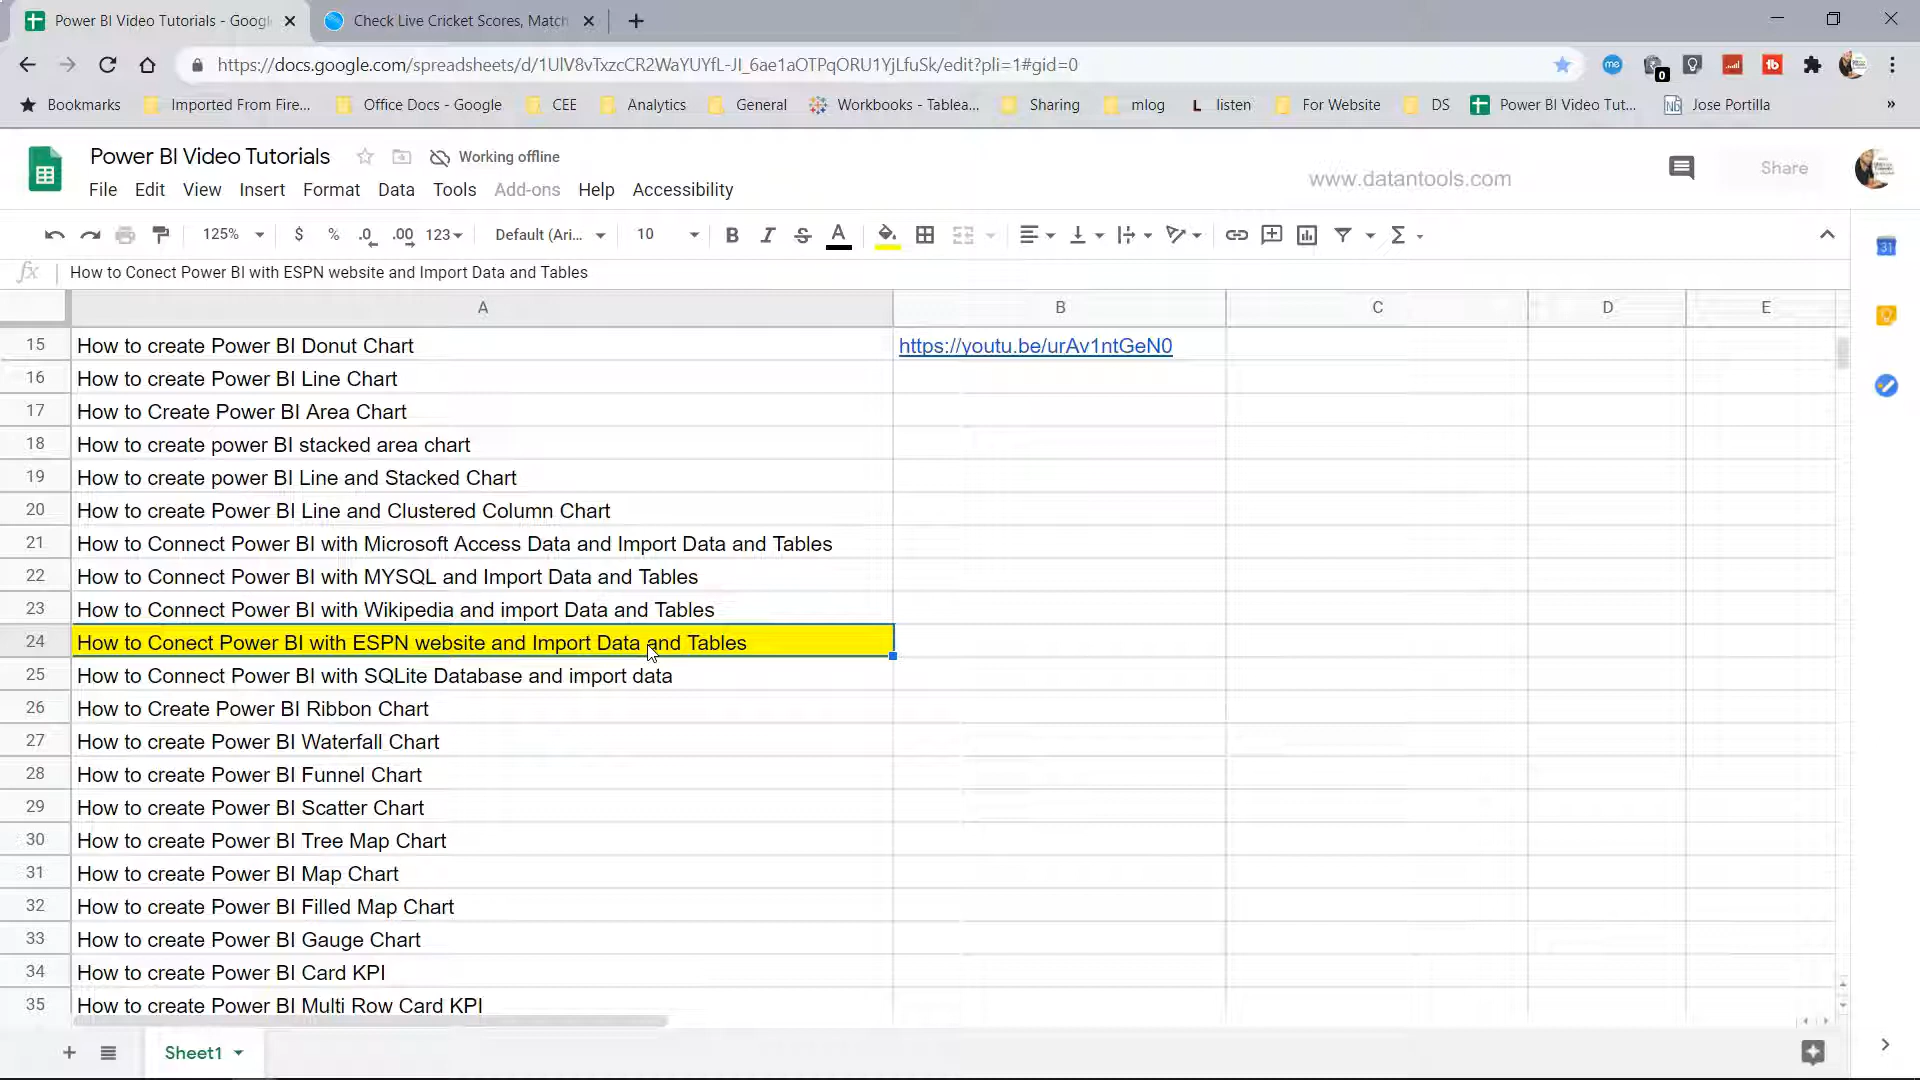 Power BI Video Tutorials - Googl
Check Live Cricket Scores, Match
https://docs.google.com/spreadsheets/d/1UlV8vTxzcCR2WaYUYfL-JI_6ae1aOTPqORU1YjLfuSk/edit?pli=1#gid=0
Bookmarks Imported From Fire... Office Docs - Google CEE Analytics General Workbooks - Tablea... Sharing mlog L listen For Website DS Power BI Video Tut... Jose Portilla »
Power BI Video Tutorials Working offline
www.datantools.com
Share
File Edit View Insert Format Data Tools Add-ons Help Accessibility
125% $ % .0 .00 123 Default (Ari... 10 B I S A
fx How to Conect Power BI with ESPN website and Import Data and Tables
A B C D E
15 How to create Power BI Donut Chart https://youtu.be/urAv1ntGeN0
16 How to create Power BI Line Chart
17 How to Create Power BI Area Chart
18 How to create power BI stacked area chart
19 How to create power BI Line and Stacked Chart
20 How to create Power BI Line and Clustered Column Chart
21 How to Connect Power BI with Microsoft Access Data and Import Data and Tables
22 How to Connect Power BI with MYSQL and Import Data and Tables
23 How to Connect Power BI with Wikipedia and import Data and Tables
24 How to Conect Power BI with ESPN website and Import Data and Tables
25 How to Connect Power BI with SQLite Database and import data
26 How to Create Power BI Ribbon Chart
27 How to create Power BI Waterfall Chart
28 How to create Power BI Funnel Chart
29 How to create Power BI Scatter Chart
30 How to create Power BI Tree Map Chart
31 How to create Power BI Map Chart
32 How to create Power BI Filled Map Chart
33 How to create Power BI Gauge Chart
34 How to create Power BI Card KPI
35 How to create Power BI Multi Row Card KPI
Sheet1